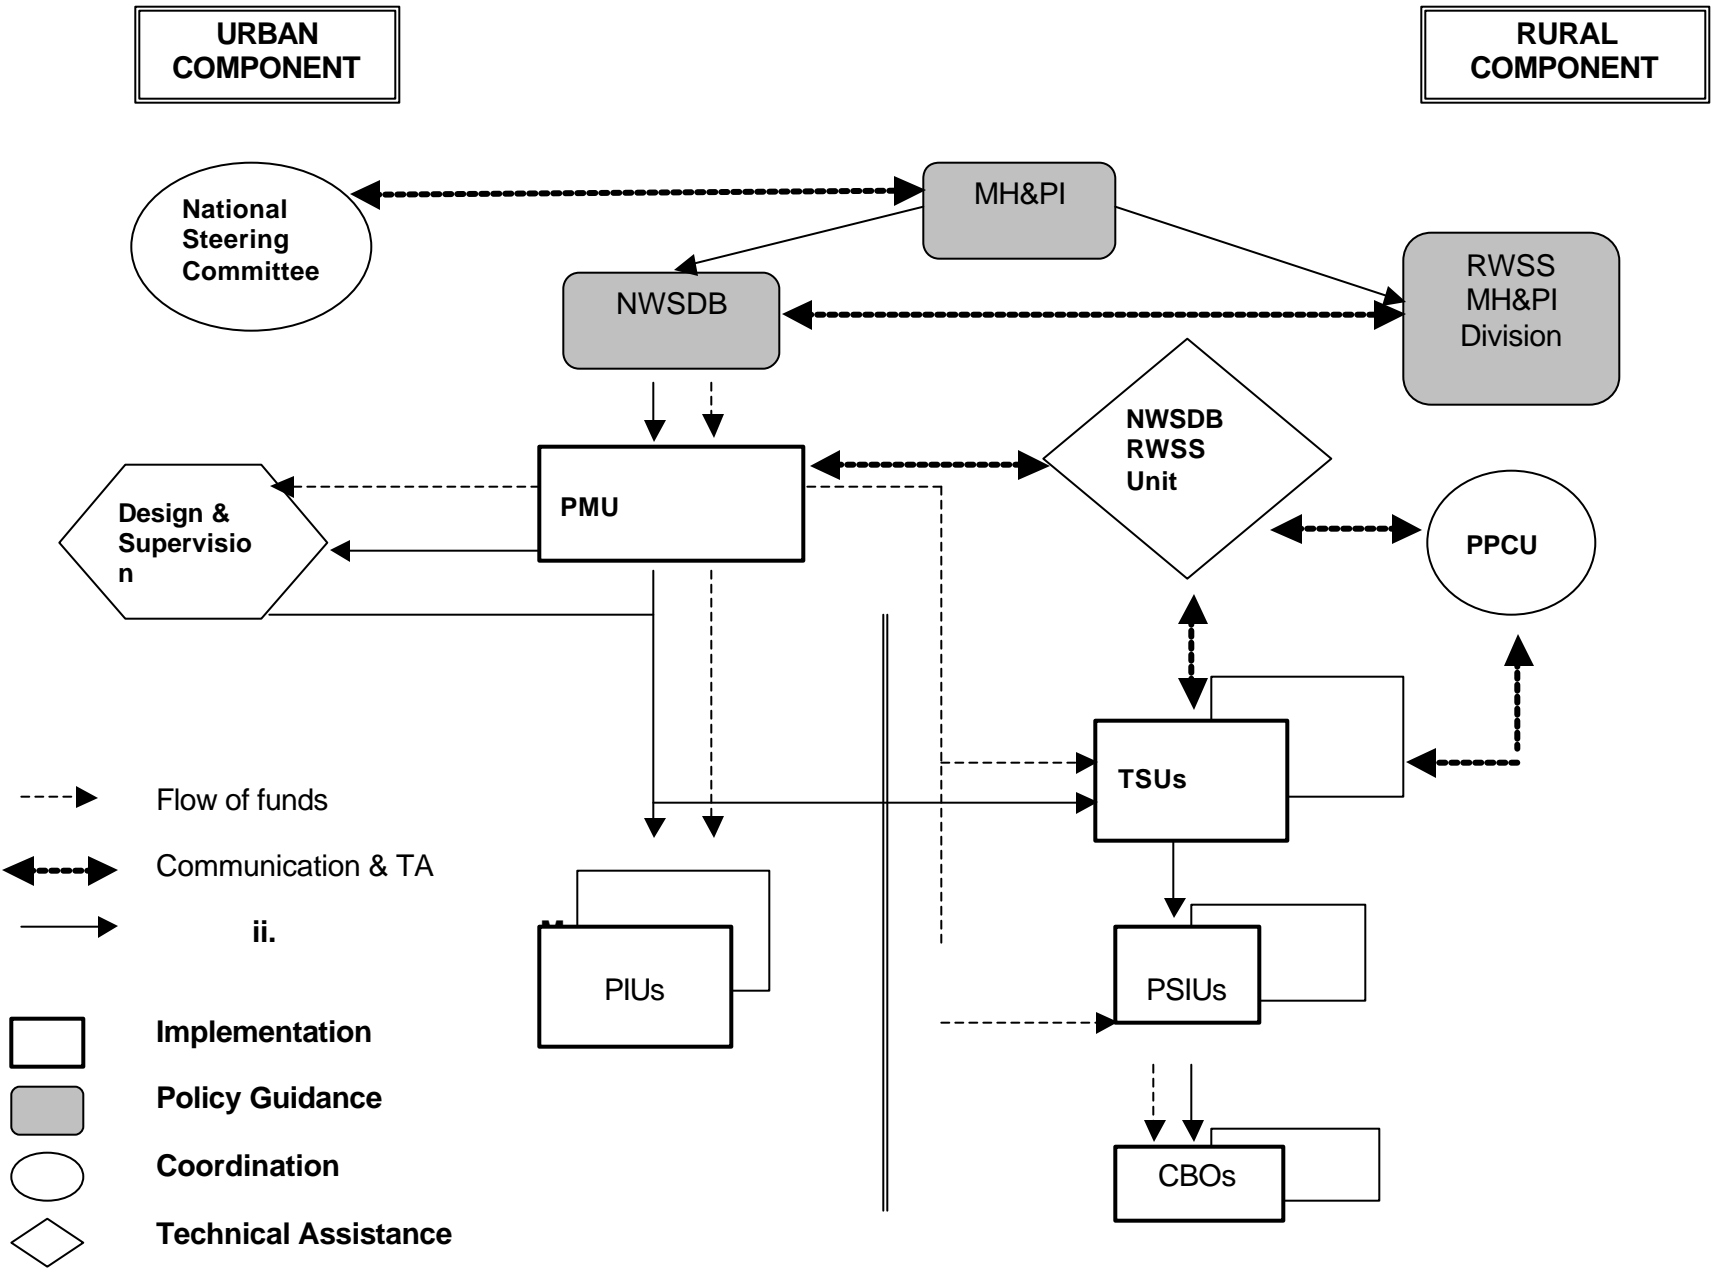 URBAN
COMPONENT
RURAL
COMPONENT
National
Steering
Committee
MH&PI
NWSDB
RWSS
MH&PI
Division
NWSDB
RWSS
Unit
PPCU
PMU
Design &
Supervisio
n
TSUs
Flow of funds
Communication & TA
ii.
PIUs
PSIUs
CBOs
Implementation
Policy Guidance
Coordination
Technical Assistance